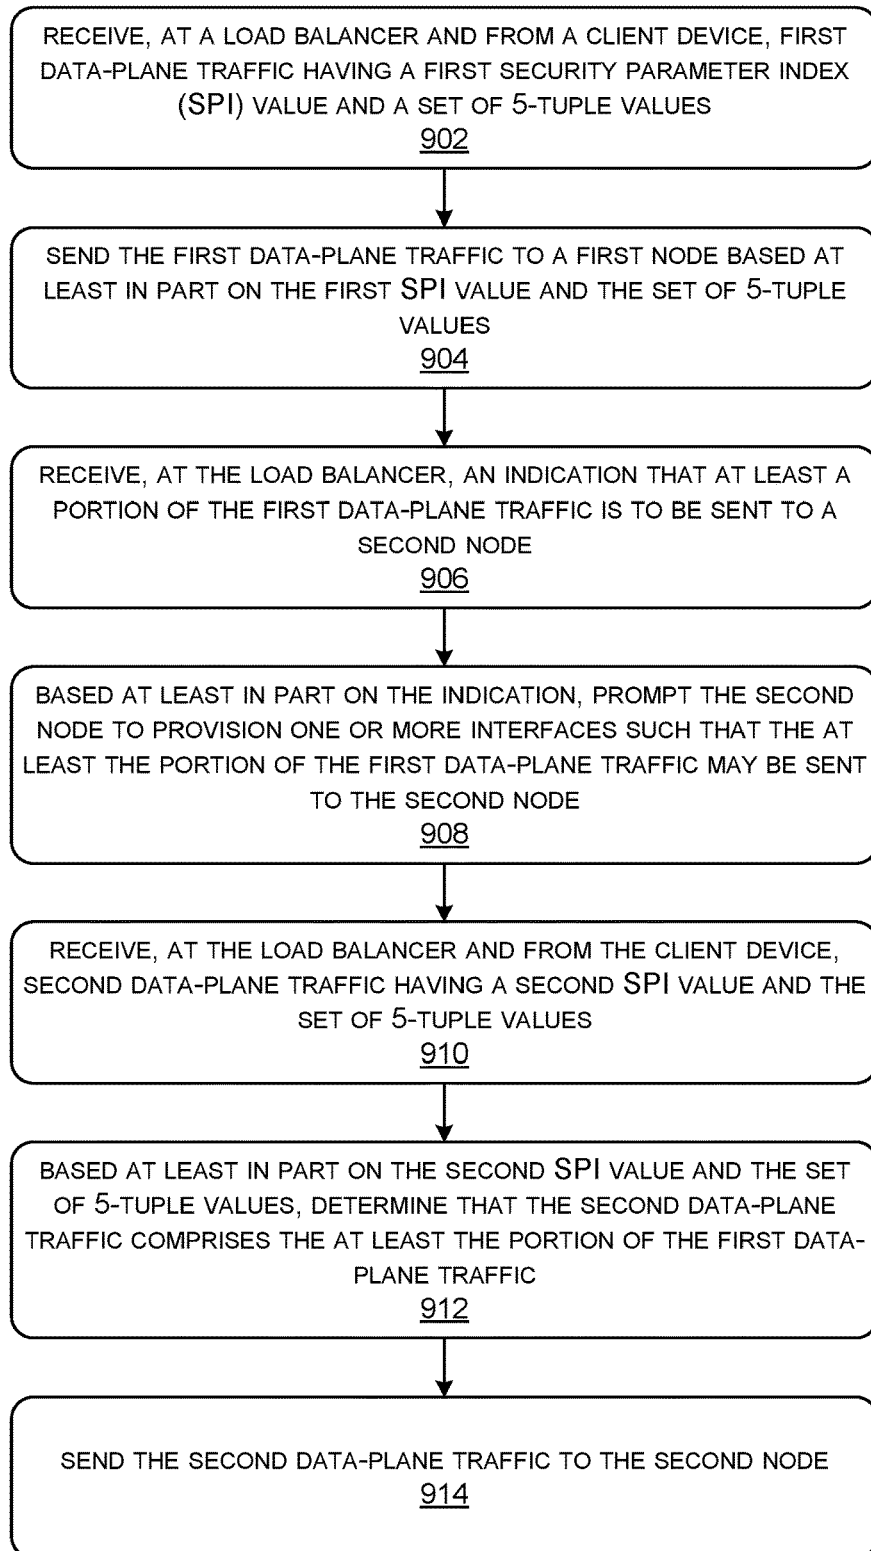 RECEIVE, AT A LOAD BALANCER AND FROM A CLIENT DEVICE, FIRST
DATA-PLANE TRAFFIC HAVING A FIRST SECURITY PARAMETER INDEX
(SPI) VALUE AND A SET OF 5-TUPLE VALUES
902
SEND THE FIRST DATA-PLANE TRAFFIC TO A FIRST NODE BASED AT
LEAST IN PART ON THE FIRST SPI VALUE AND THE SET OF 5-TUPLE
VALUES
904
RECEIVE, AT THE LOAD BALANCER, AN INDICATION THAT AT LEAST A
PORTION OF THE FIRST DATA-PLANE TRAFFIC IS TO BE SENT TO A
SECOND NODE
906
BASED AT LEAST IN PART ON THE INDICATION, PROMPT THE SECOND
NODE TO PROVISION ONE OR MORE INTERFACES SUCH THAT THE AT
LEAST THE PORTION OF THE FIRST DATA-PLANE TRAFFIC MAY BE SENT
TO THE SECOND NODE
908
RECEIVE, AT THE LOAD BALANCER AND FROM THE CLIENT DEVICE,
SECOND DATA-PLANE TRAFFIC HAVING A SECOND SPI VALUE AND THE
SET OF 5-TUPLE VALUES
910
BASED AT LEAST IN PART ON THE SECOND SPI VALUE AND THE SET
OF 5-TUPLE VALUES, DETERMINE THAT THE SECOND DATA-PLANE
TRAFFIC COMPRISES THE AT LEAST THE PORTION OF THE FIRST DATA-
PLANE TRAFFIC
912
SEND THE SECOND DATA-PLANE TRAFFIC TO THE SECOND NODE
914